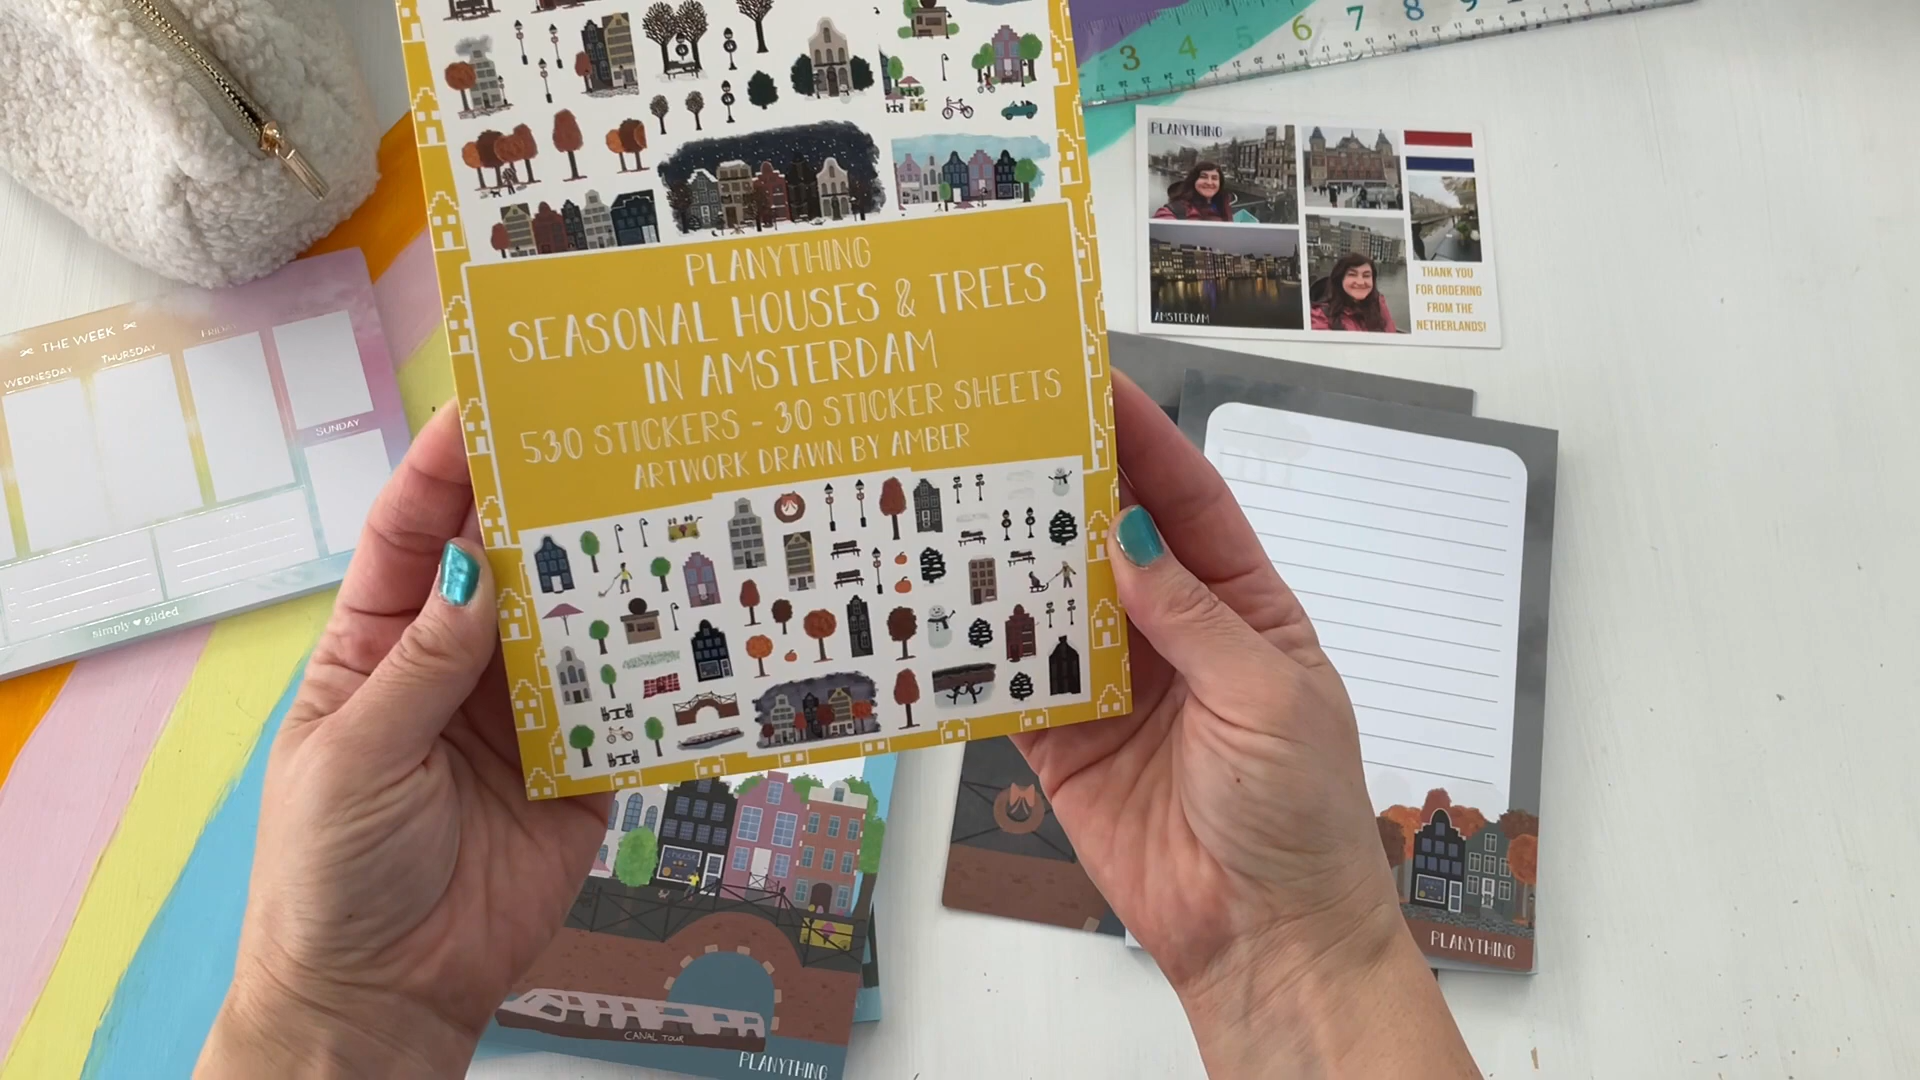 PLANYTHING
SEASONAL HOUSES & TREES
IN AMSTERDAM
530 STICKERS - 30 STICKER SHEETS
ARTWORK DRAWN BY AMBER
3 4 5 6 7 8 9
PLANYTHING
AMSTERDAM
THANK YOU
FOR ORDERING
FROM THE
NETHERLANDS!
THE WEEK
WEDNESDAY
THURSDAY
FRIDAY
SUNDAY
simply gilded
CHEESE
CANAL TOUR
PLANYTHING
PLANYTHING